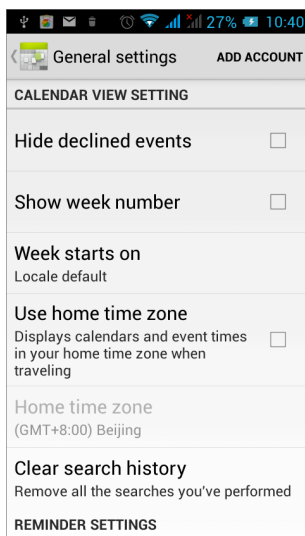 27% 10:40
General settings ADD ACCOUNT
CALENDAR VIEW SETTING
Hide declined events
Show week number
Week starts on
Locale default
Use home time zone
Displays calendars and event times
in your home time zone when
traveling
Home time zone
(GMT+8:00) Beijing
Clear search history
Remove all the searches you've performed
REMINDER SETTINGS